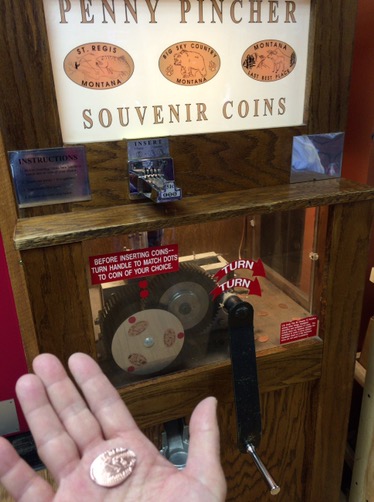 PENNY PINCHER
ST. REGIS
MONTANA
BIG SKY COUNTRY
MONTANA
MONTANA
LAST BEST PLACE
SOUVENIR COINS
INSERT
INSTRUCTIONS
BEFORE INSERTING COINS—
TURN HANDLE TO MATCH DOTS
TO COIN OF YOUR CHOICE.
TURN
TURN